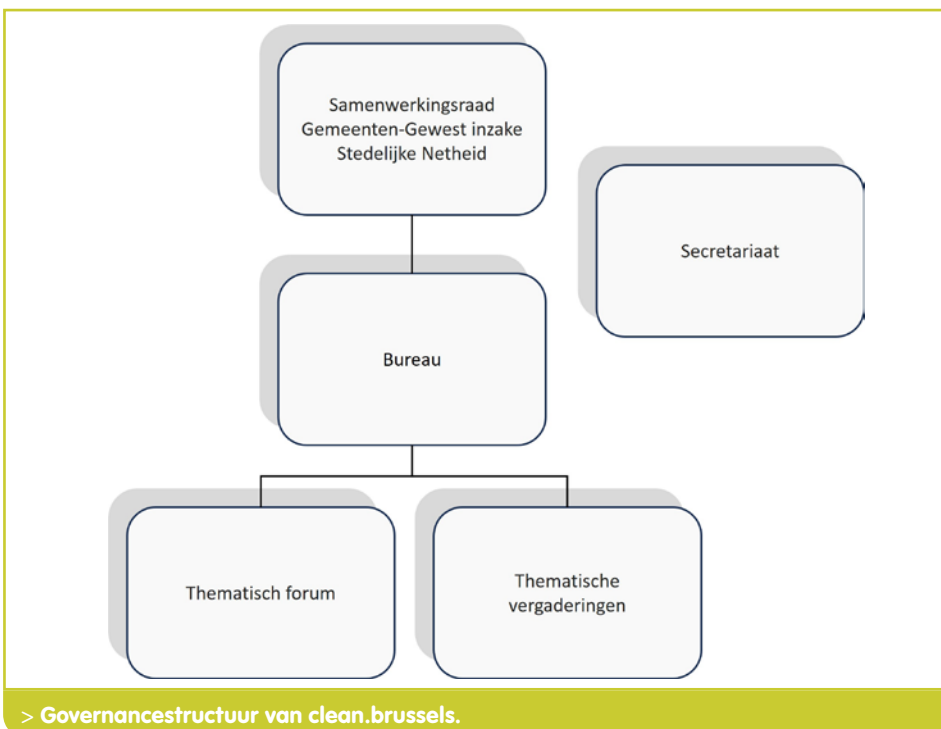 Samenwerkingsraad
Gemeenten-Gewest inzake
Stedelijke Netheid
Secretariaat
Bureau
Thematisch forum
Thematische
vergaderingen
> Governancestructuur van clean.brussels.